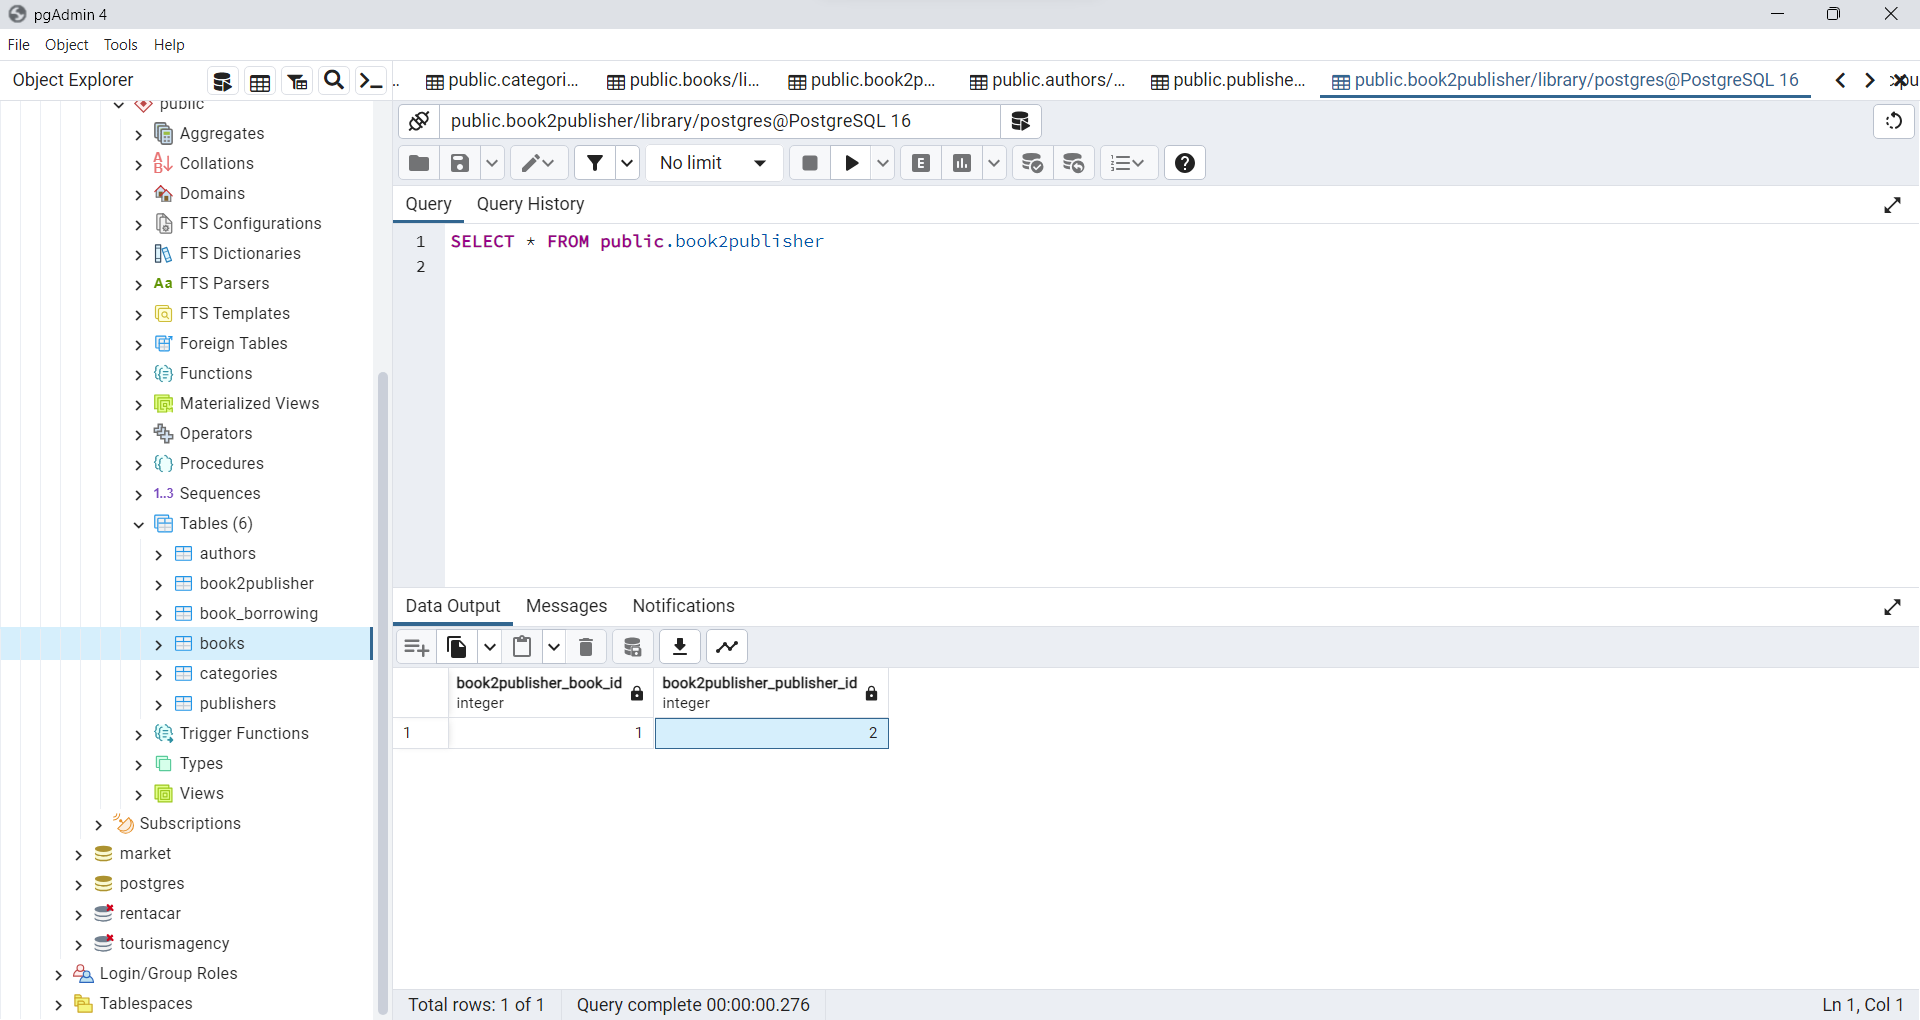 pgAdmin 4
File Object Tools Help
Object Explorer
public.categori... public.books/li... public.book2p... public.authors/... public.publishe... public.book2publisher/library/postgres@PostgreSQL 16
public
Aggregates
Collations
Domains
FTS Configurations
FTS Dictionaries
Aa FTS Parsers
FTS Templates
Foreign Tables
Functions
Materialized Views
Operators
Procedures
1..3 Sequences
Tables (6)
authors
book2publisher
book_borrowing
books
categories
publishers
Trigger Functions
Types
Views
Subscriptions
market
postgres
rentacar
tourismagency
Login/Group Roles
Tablespaces
public.book2publisher/library/postgres@PostgreSQL 16
No limit
E
Query Query History
1 SELECT * FROM public.book2publisher
2
Data Output Messages Notifications
book2publisher_book_id book2publisher_publisher_id
integer integer
1 1 2
Total rows: 1 of 1 Query complete 00:00:00.276 Ln 1, Col 1